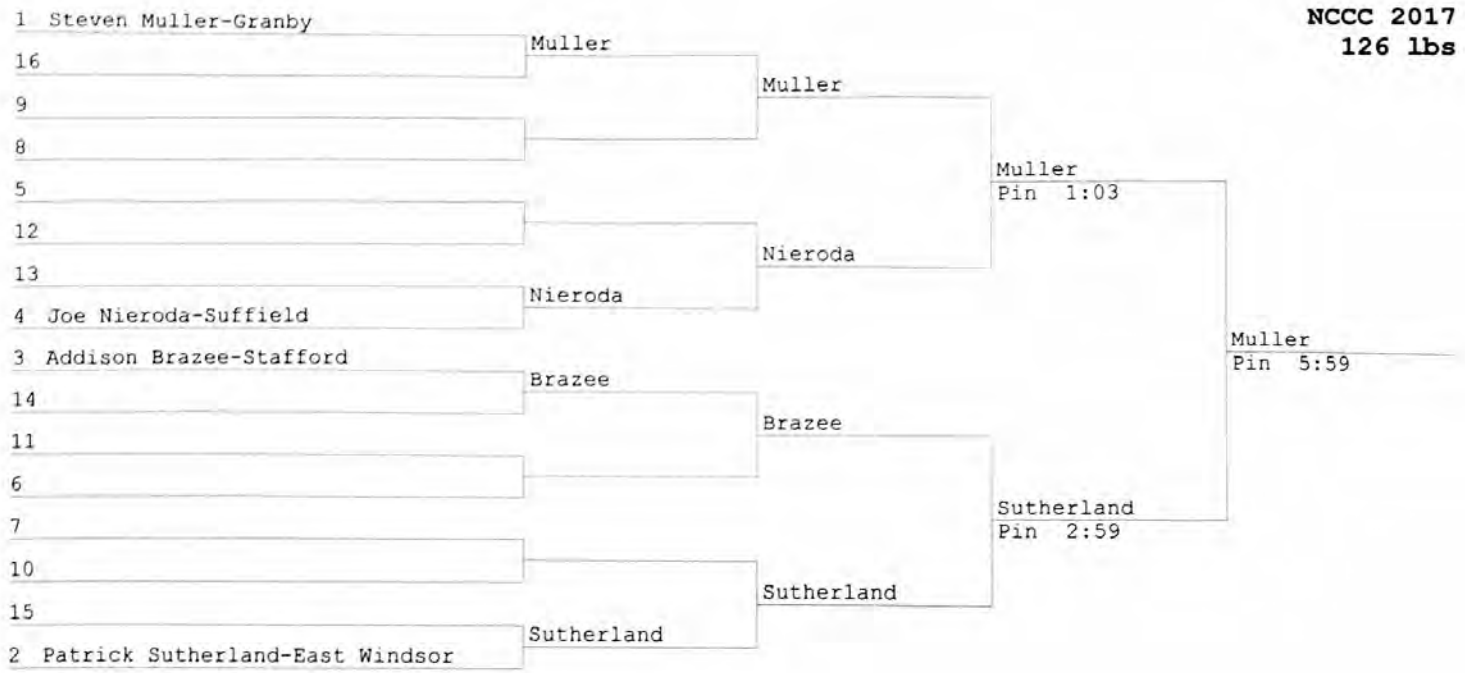 NCCC 2017
126 lbs
1 Steven Muller-Granby
Muller
16
Muller
9
8
Muller
Pin 1:03
5
12
Nieroda
13
Nieroda
4 Joe Nieroda-Suffield
Muller
Pin 5:59
3 Addison Brazee-Stafford
Brazee
14
Brazee
11
6
Sutherland
Pin 2:59
7
10
Sutherland
15
Sutherland
2 Patrick Sutherland-East Windsor